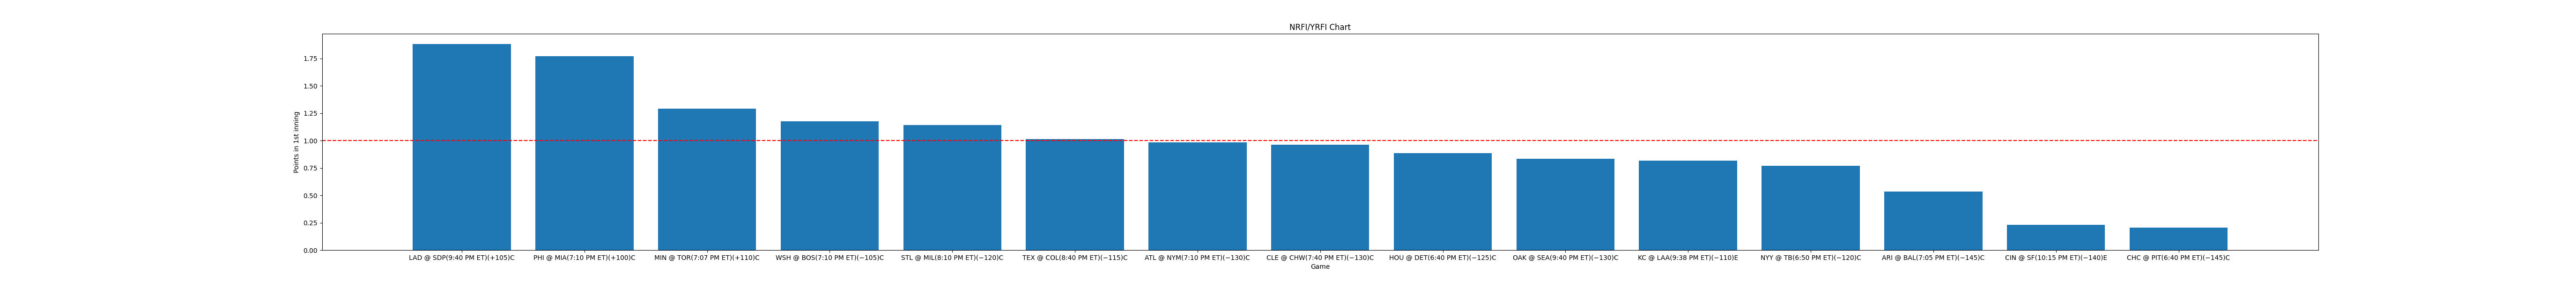 NRFI/YRFI Chart
Points in 1st inning
1.75
1.50
1.25
1.00
0.75
0.50
0.25
0.00
LAD @ SDP(9:40 PM ET)(+105)C
PHI @ MIA(7:10 PM ET)(+100)C
MIN @ TOR(7:07 PM ET)(+110)C
WSH @ BOS(7:10 PM ET)(−105)C
STL @ MIL(8:10 PM ET)(−120)C
TEX @ COL(8:40 PM ET)(−115)C
ATL @ NYM(7:10 PM ET)(−130)C
CLE @ CHW(7:40 PM ET)(−130)C
HOU @ DET(6:40 PM ET)(−125)C
OAK @ SEA(9:40 PM ET)(−130)C
KC @ LAA(9:38 PM ET)(−110)E
NYY @ TB(6:50 PM ET)(−120)C
ARI @ BAL(7:05 PM ET)(−145)C
CIN @ SF(10:15 PM ET)(−140)E
CHC @ PIT(6:40 PM ET)(−145)C
Game